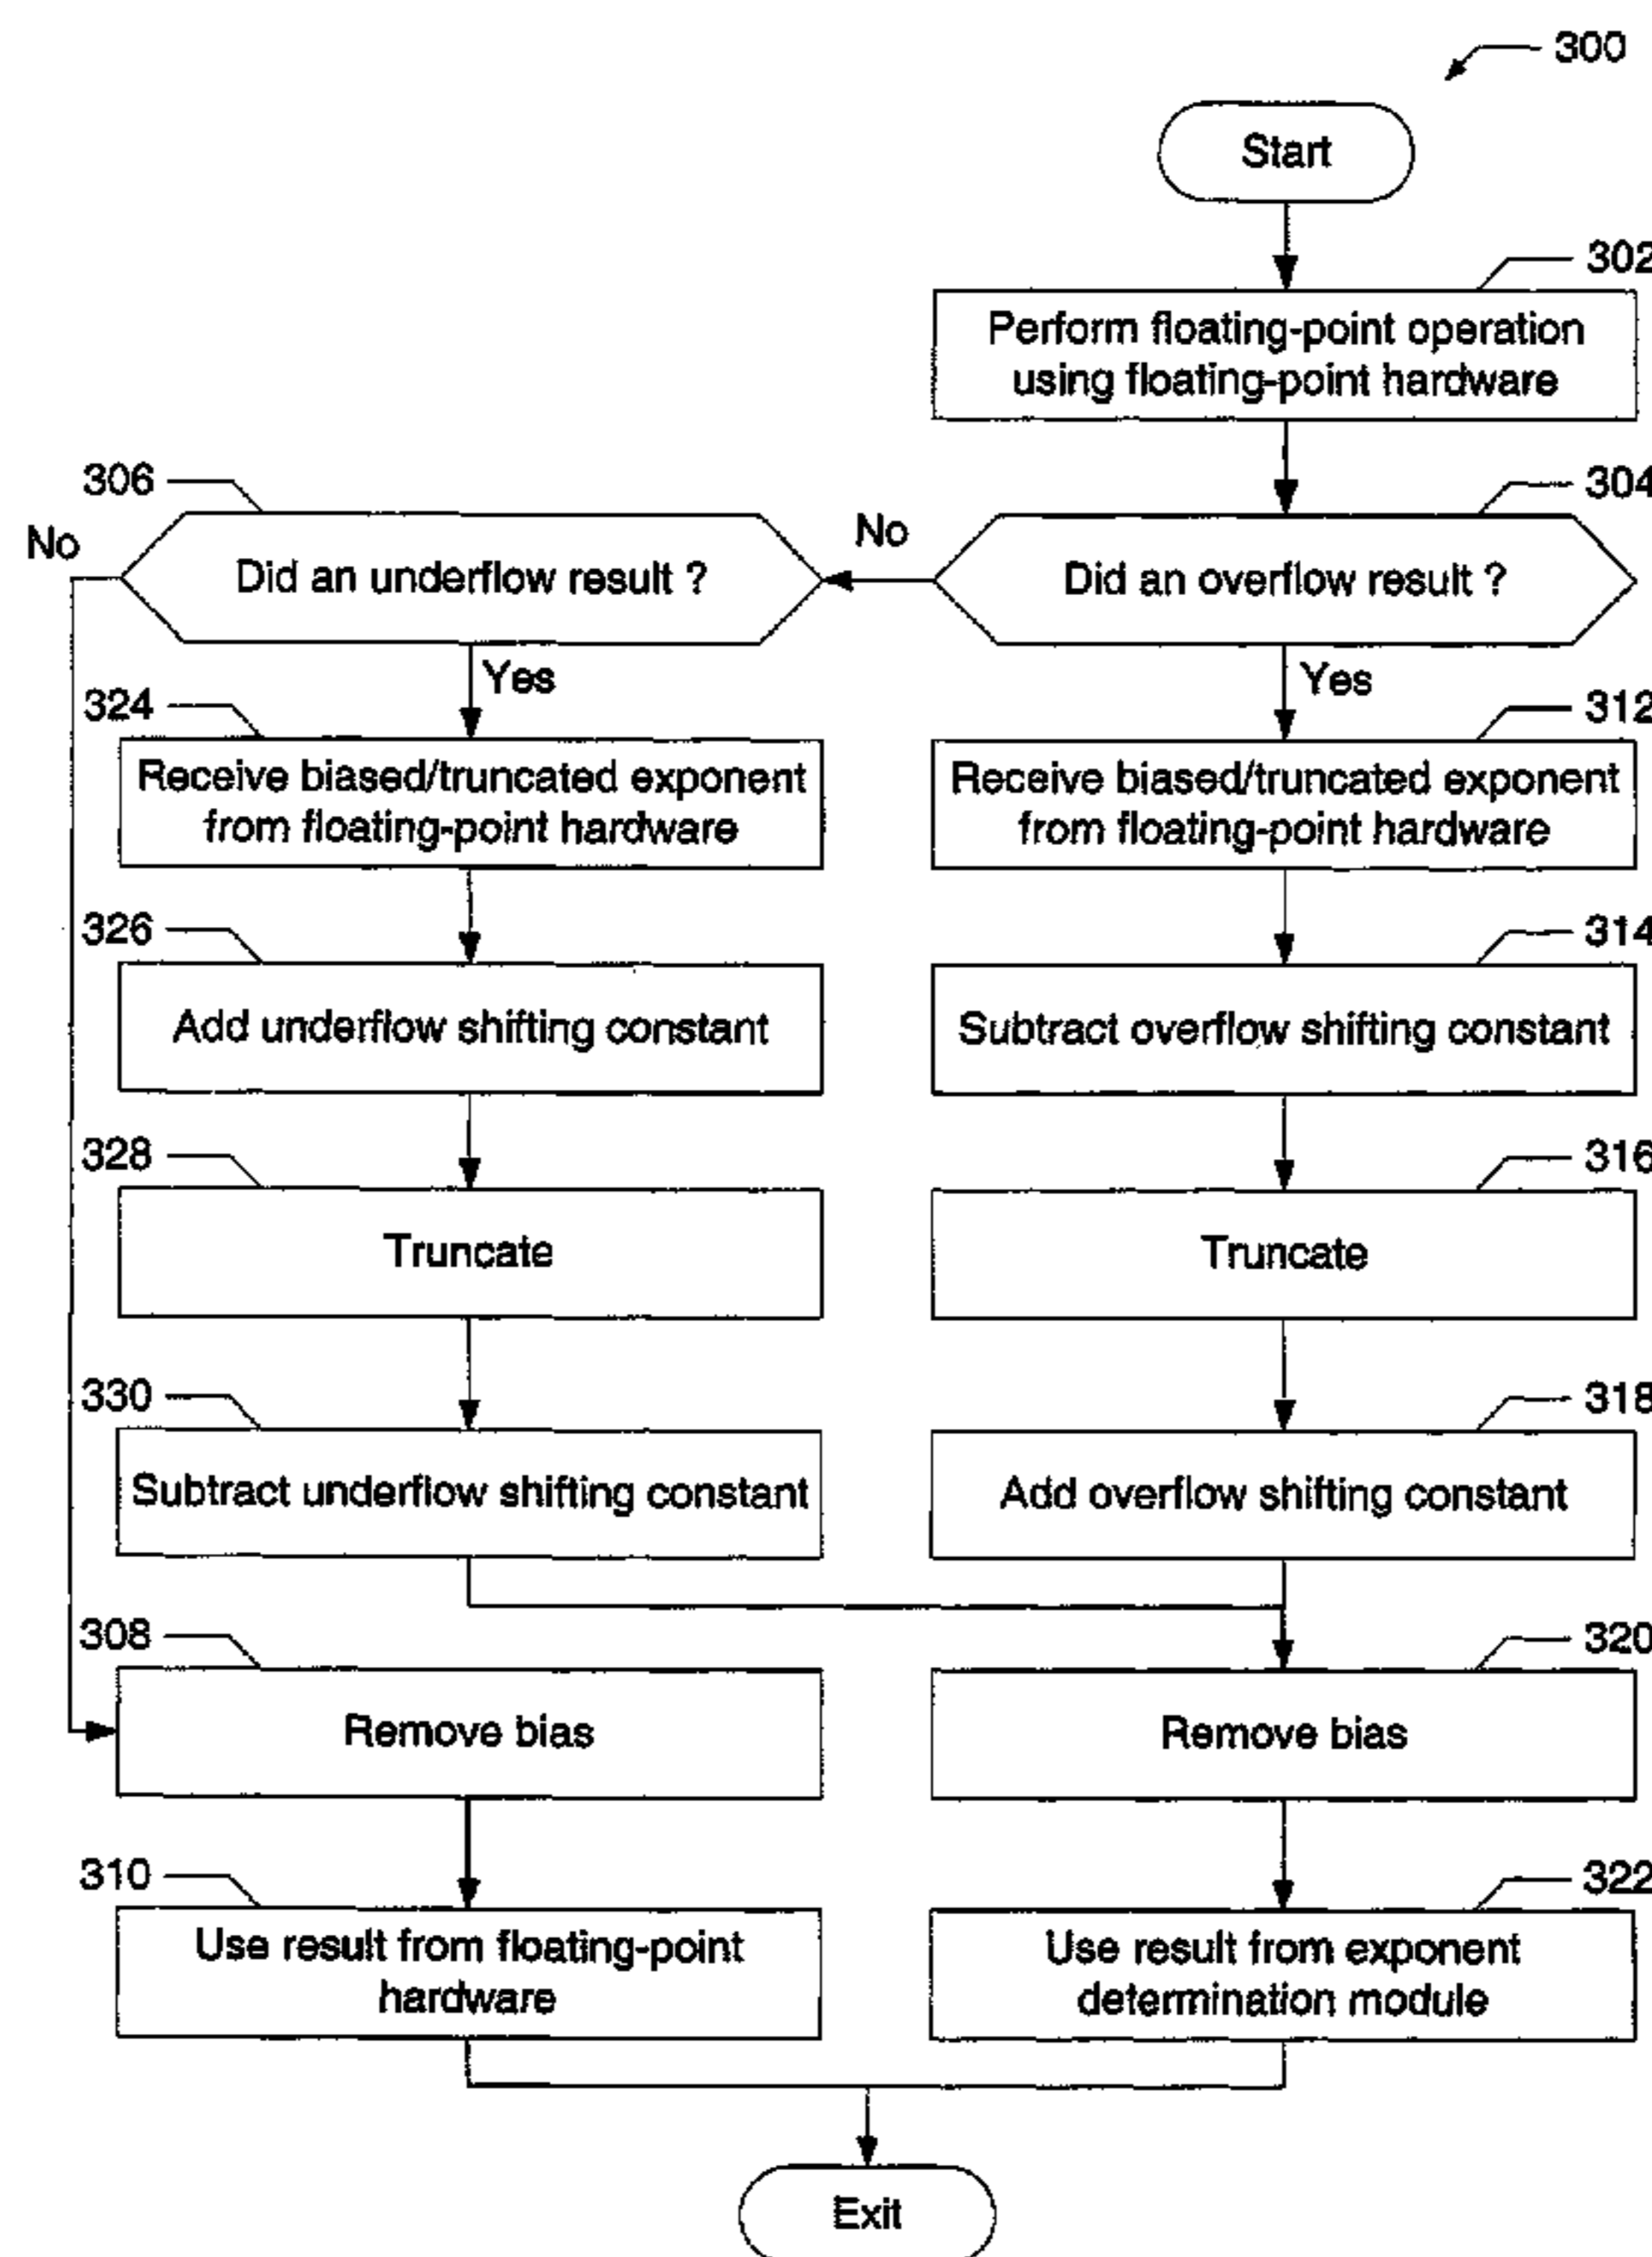 300
Start
302
Perform floating-point operation
using floating-point hardware
306
304
No
Did an underflow result ?
No
Did an overflow result ?
Yes
Yes
324
312
Receive biased/truncated exponent
from floating-point hardware
Receive biased/truncated exponent
from floating-point hardware
326
314
Add underflow shifting constant
Subtract overflow shifting constant
328
316
Truncate
Truncate
330
318
Subtract underflow shifting constant
Add overflow shifting constant
308
320
Remove bias
Remove bias
310
322
Use result from floating-point
hardware
Use result from exponent
determination module
Exit